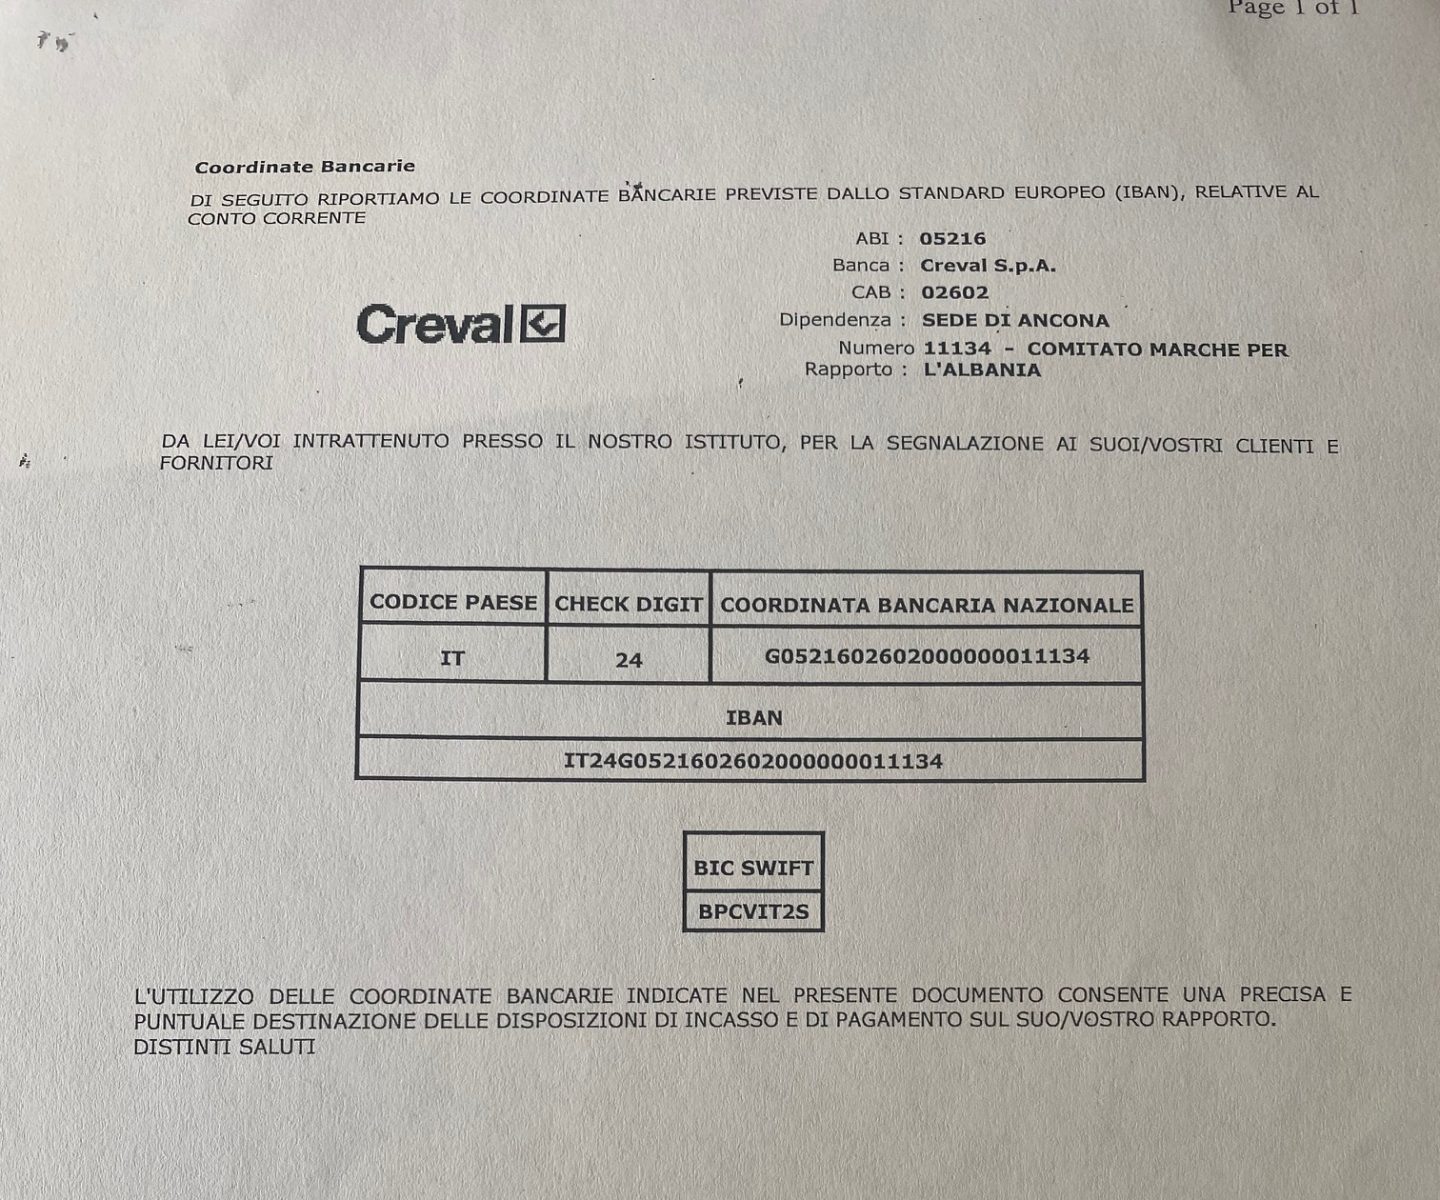 Page 1 of 1
Coordinate Bancarie
DI SEGUITO RIPORTIAMO LE COORDINATE BANCARIE PREVISTE DALLO STANDARD EUROPEO (IBAN), RELATIVE AL
CONTO CORRENTE
ABI : 05216
Banca : Creval S.p.A.
CAB : 02602
Creval
Dipendenza : SEDE DI ANCONA
Numero 11134 - COMITATO MARCHE PER
Rapporto : L'ALBANIA
DA LEI/VOI INTRATTENUTO PRESSO IL NOSTRO ISTITUTO, PER LA SEGNALAZIONE AI SUOI/VOSTRI CLIENTI E
FORNITORI
CODICE PAESE CHECK DIGIT COORDINATA BANCARIA NAZIONALE
IT 24 G0521602602000000011134
IBAN
IT24G0521602602000000011134
BIC SWIFT
BPCVIT2S
L'UTILIZZO DELLE COORDINATE BANCARIE INDICATE NEL PRESENTE DOCUMENTO CONSENTE UNA PRECISA E
PUNTUALE DESTINAZIONE DELLE DISPOSIZIONI DI INCASSO E DI PAGAMENTO SUL SUO/VOSTRO RAPPORTO.
DISTINTI SALUTI